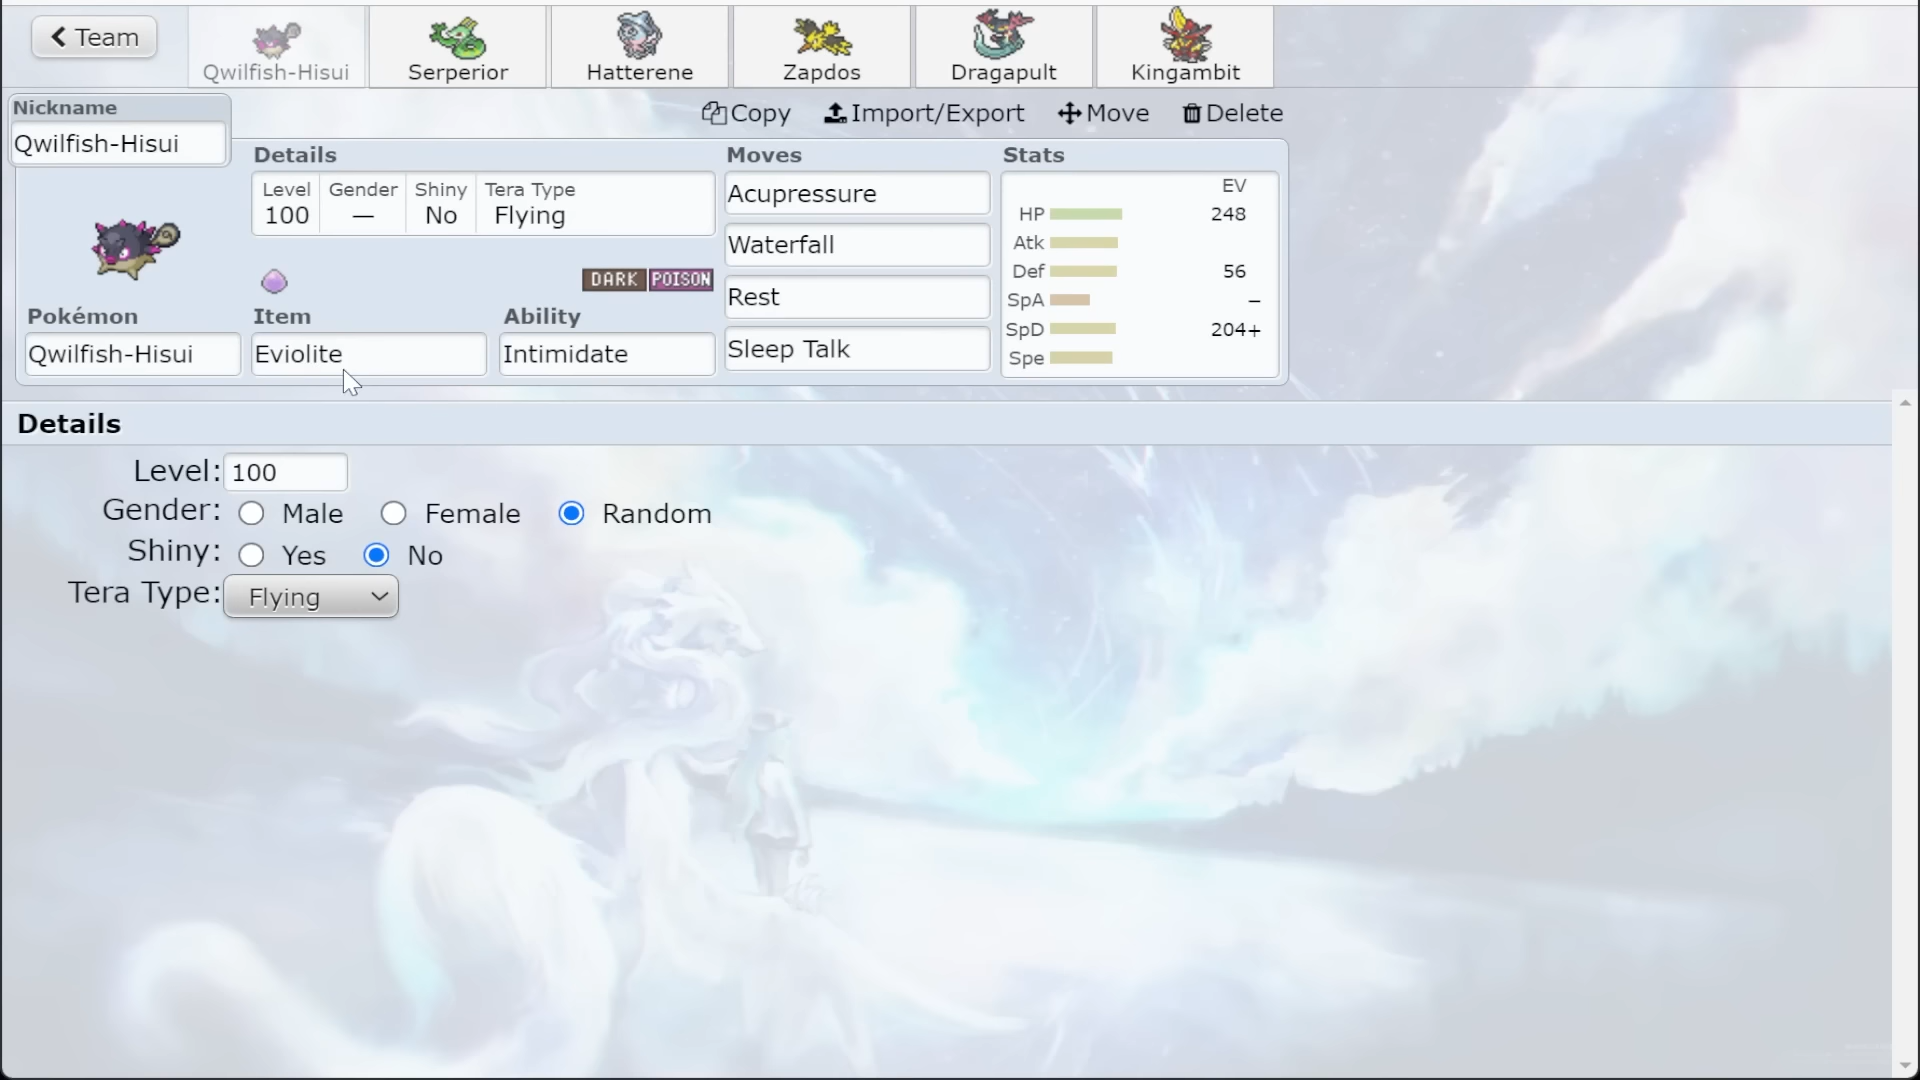 Team
Qwilfish-Hisui
Serperior
Hatterene
Zapdos
Dragapult
Kingambit
Nickname
Qwilfish-Hisui
Copy
Import/Export
Move
Delete
Details
Level Gender Shiny Tera Type
100 — No Flying
DARK POISON
Pokémon
Qwilfish-Hisui
Item
Eviolite
Ability
Intimidate
Moves
Acupressure
Waterfall
Rest
Sleep Talk
Stats
EV
HP 248
Atk
Def 56
SpA –
SpD 204+
Spe
Details
Level: 100
Gender: Male Female Random
Shiny: Yes No
Tera Type: Flying